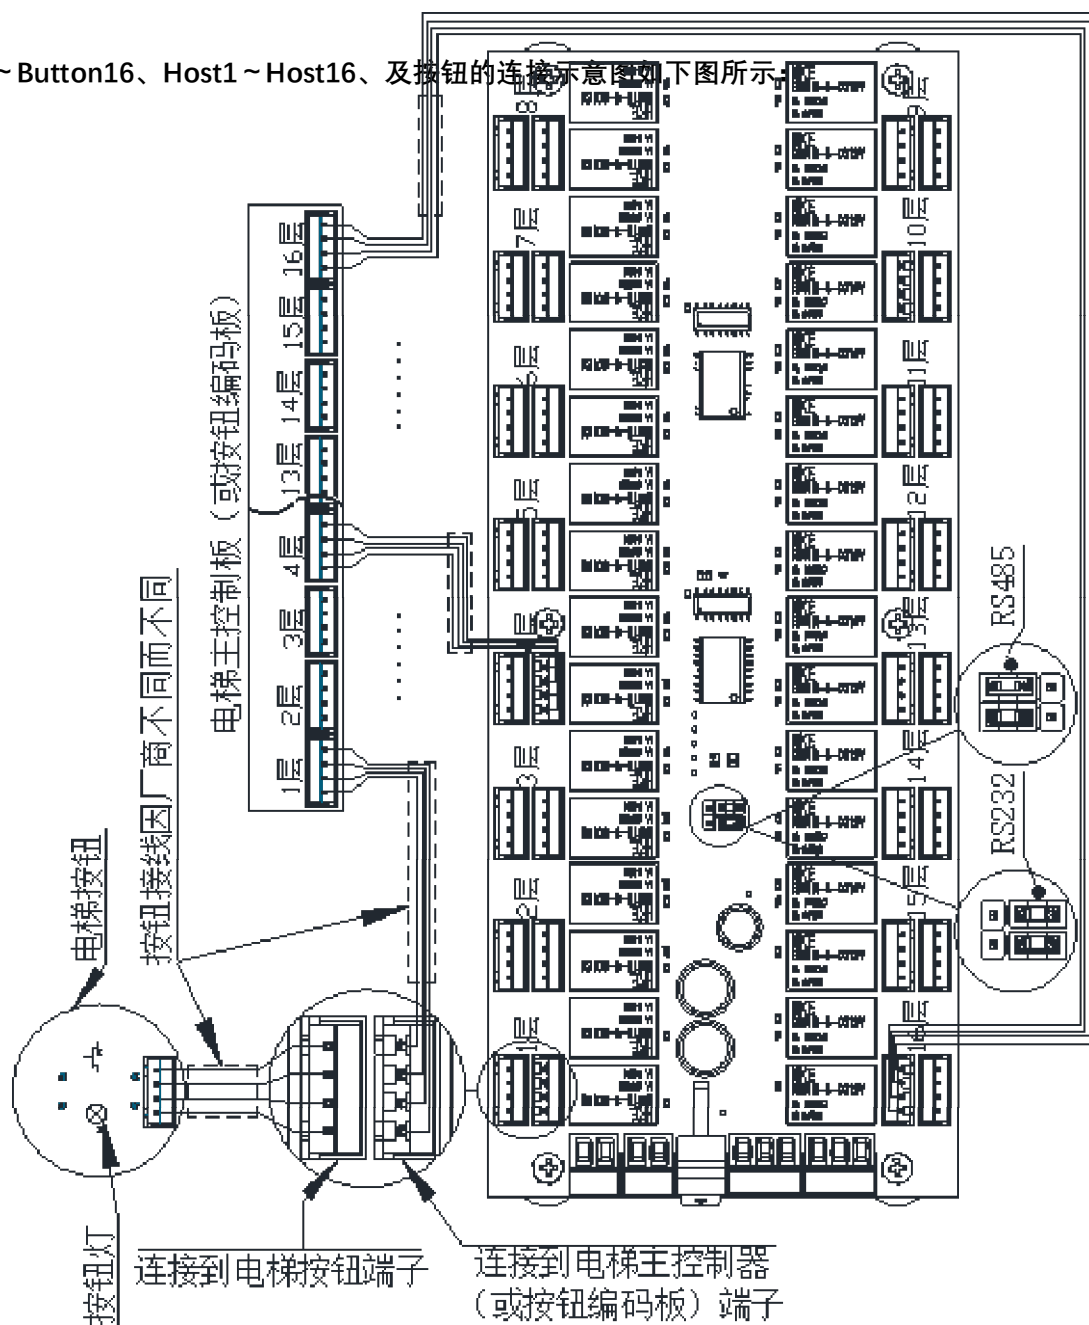 ~Button16、Host1~Host16、及按钮的连接示意图如下图所示：
8层
9层
7层
10层
6层
11层
5层
12层
13层
3层
14层
2层
15层
1层
16层
16层
15层
14层
13层
4层
3层
2层
1层
电梯主控制板（或按钮编码板）
按钮接线因厂商不同而不同
电梯按钮
按钮灯
RS485
RS232
连接到电梯按钮端子
连接到电梯主控制器
（或按钮编码板）端子